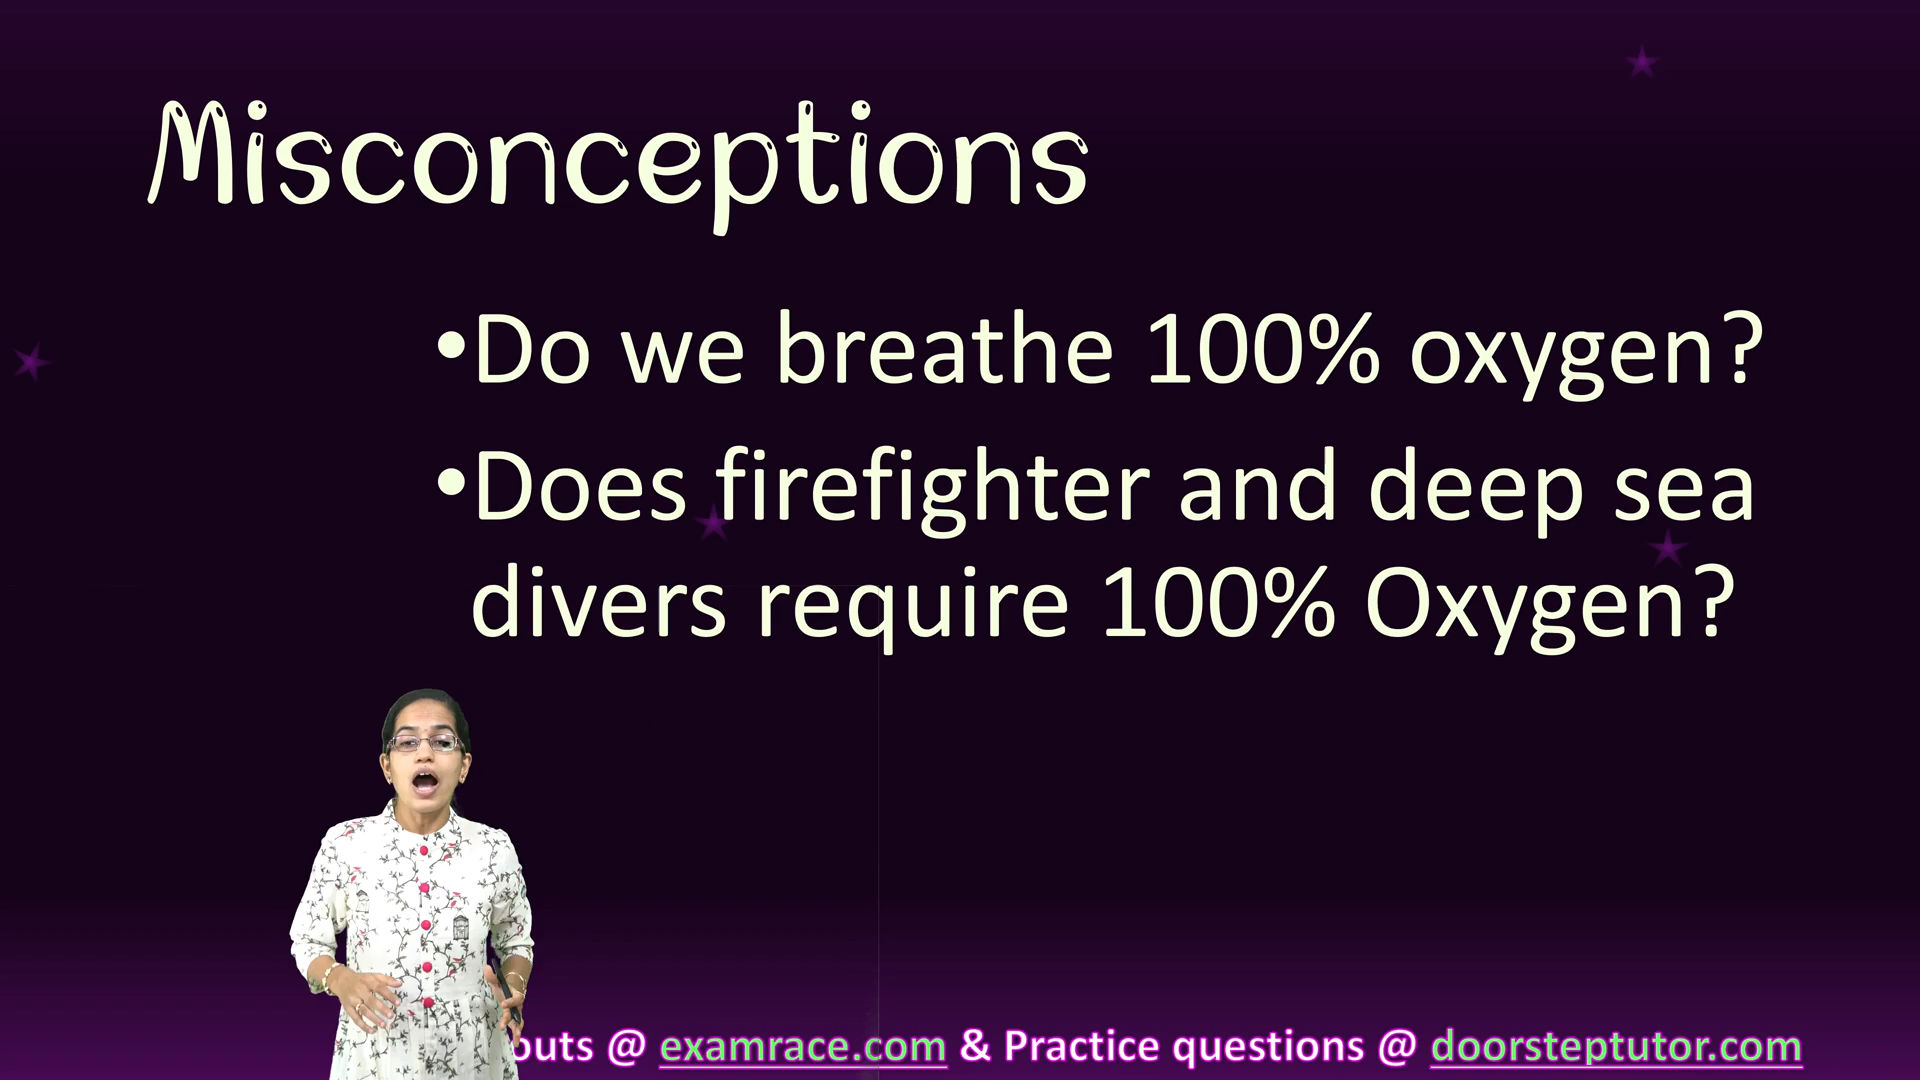 Misconceptions
•Do we breathe 100% oxygen?
•Does firefighter and deep sea
divers require 100% Oxygen?
@ examrace.com & Practice questions @ doorsteptutor.com